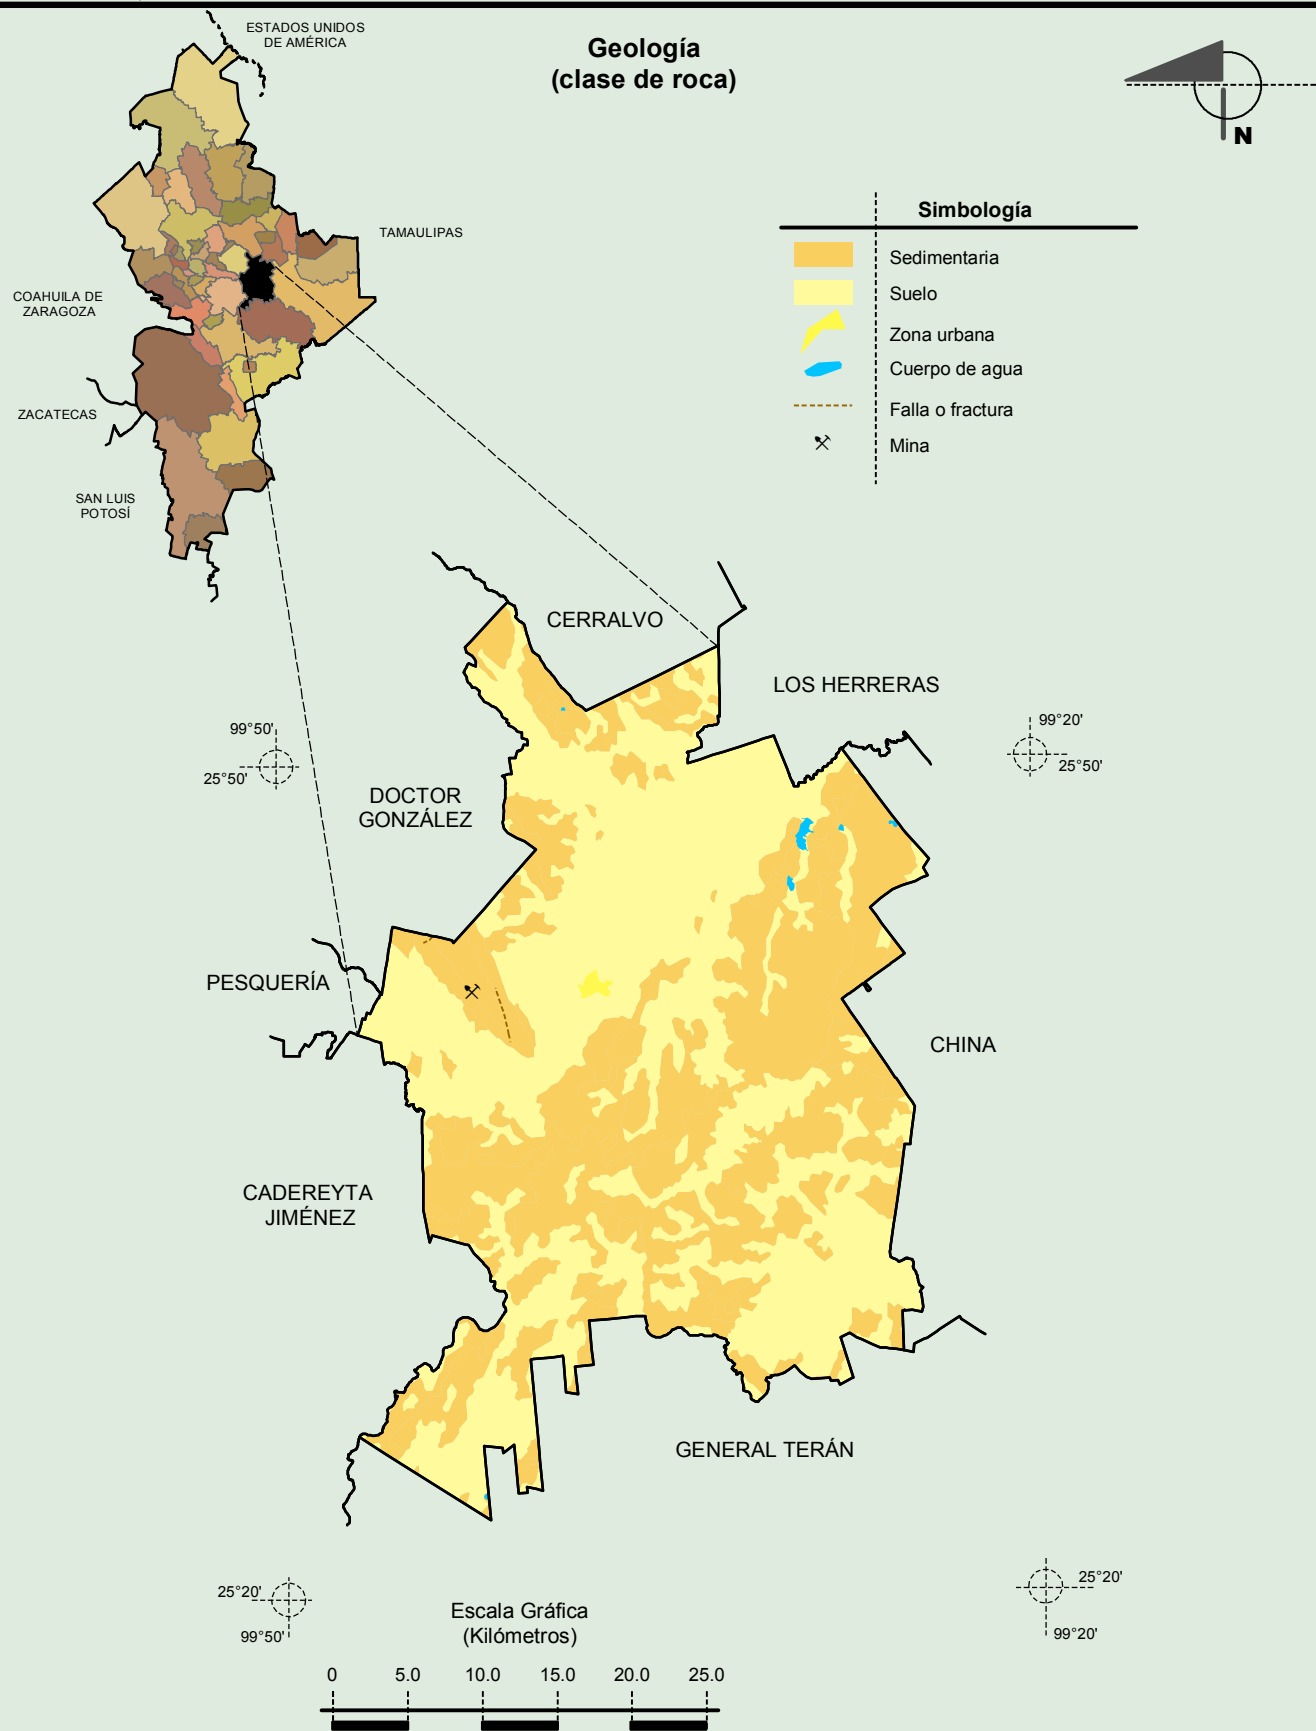 ESTADOS UNIDOS
DE AMÉRICA
Geología
(clase de roca)
N
TAMAULIPAS
COAHUILA DE
ZARAGOZA
ZACATECAS
SAN LUIS
POTOSÍ
Simbología
Sedimentaria
Suelo
Zona urbana
Cuerpo de agua
Falla o fractura
Mina
CERRALVO
LOS HERRERAS
99°50'
25°50'
99°20'
25°50'
DOCTOR
GONZÁLEZ
PESQUERÍA
CHINA
CADEREYTA
JIMÉNEZ
GENERAL TERÁN
25°20'
99°50'
25°20'
99°20'
Escala Gráfica
(Kilómetros)
0 5.0 10.0 15.0 20.0 25.0